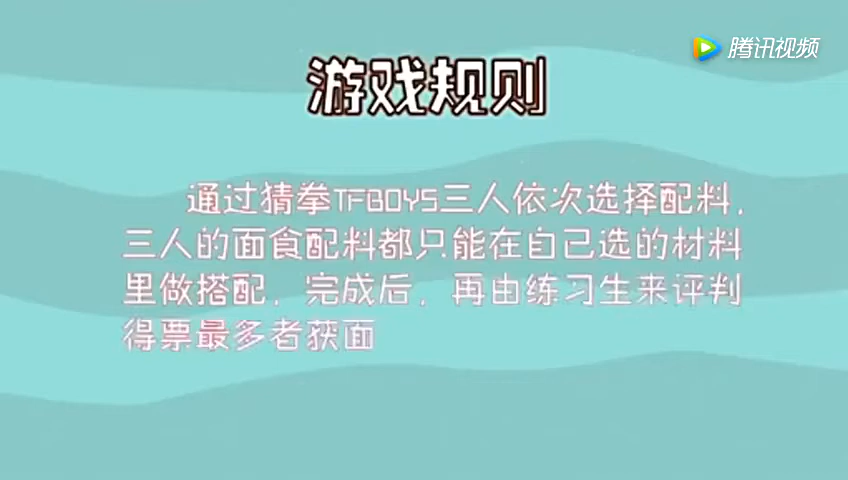 腾讯视频
游戏规则
通过猜拳TFBOYS三人依次选择配料,
三人的面食配料都只能在自己选的材料
里做搭配, 完成后, 再由练习生来评判
得票最多者获面